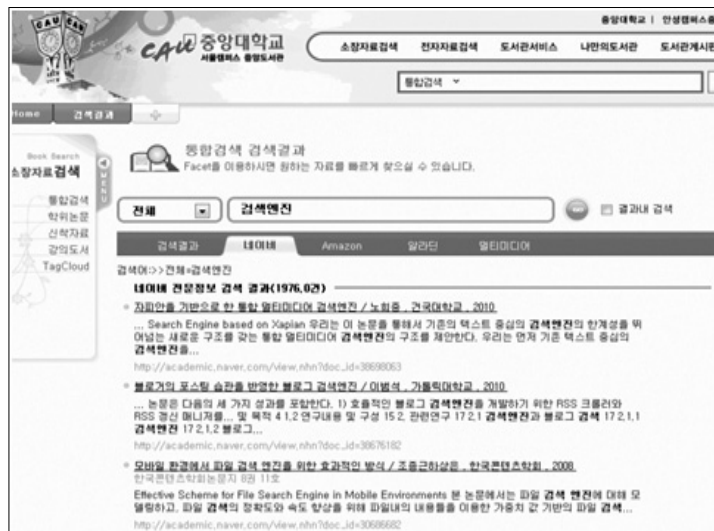 중앙대학교 | 안성캠퍼스중
CAU 중앙대학교
서울캠퍼스 중앙도서관
소장자료검색 전자자료검색 도서관서비스 나만의도서관 도서관게시판
통합검색
Home 검색결과
Book Search
소장자료검색
MENU
통합검색
학위논문
신착자료
강의도서
TagCloud
통합검색 검색결과
Facet을 이용하시면 원하는 자료를 빠르게 찾으실 수 있습니다.
전체 검색엔진 GO 결과내 검색
검색결과 네이버 Amazon 알라딘 멀티미디어
검색어:>>전체=검색엔진
네이버 전문정보 검색 결과(1976,0건)
자피안을 기반으로 한 통합 멀티미디어 검색엔진 / 노희중 , 건국대학교 , 2010
... Search Engine based on Xapian 우리는 이 논문을 통해서 기존의 텍스트 중심의 검색엔진의 한계성을 뛰
어넘는 새로운 구조를 갖는 통합 멀티미디어 검색엔진의 구조를 제안한다. 우리는 먼저 기존 텍스트 중심의
검색엔진을...
http://academic.naver.com/view.nhn?doc_id=38698063
블로거의 포스팅 습관을 반영한 블로그 검색엔진 / 이범석 , 가톨릭대학교 , 2010
... 논문은 다음의 세 가지 성과를 포함한다. 1) 효율적인 블로그 검색엔진을 개발하기 위한 RSS 크롤러와
RSS 갱신 매니저를... 및 목적 4 1.2 연구내용 및 구성 15 2. 관련연구 17 2.1 검색엔진과 블로그 검색 17 2.1.1
검색엔진 17 2.1.2 블로그...
http://academic.naver.com/view.nhn?doc_id=38676182
모바일 환경에서 파일 검색 엔진을 위한 효과적인 방식 / 조종근하상은 , 한국콘텐츠학회 , 2008
한국콘텐츠학회논문지 8권 11호
Effective Scheme for File Search Engine in Mobile Environments 본 논문에서는 파일 검색 엔진에 대해 모
델링하고, 파일 검색의 정확도와 속도 향상을 위해 파일내의 내용들을 이용한 가중치 값 기반의 파일 검색...
http://academic.naver.com/view.nhn?doc_id=30686682